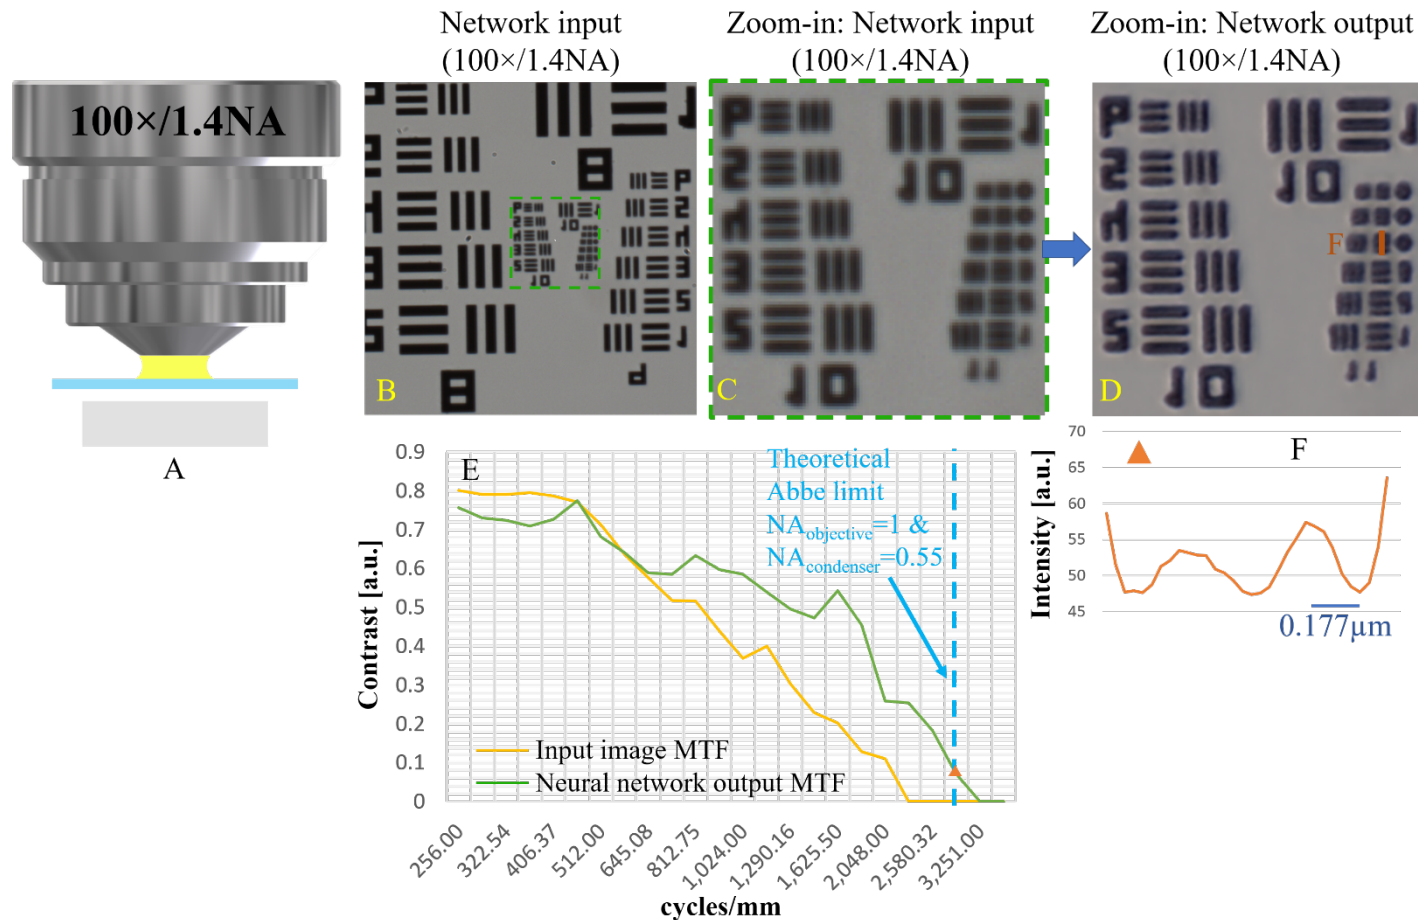 Network input
(100×/1.4NA)
Zoom-in: Network input
(100×/1.4NA)
Zoom-in: Network output
(100×/1.4NA)
100×/1.4NA
A
B
C
D
F
E
Theoretical
Abbe limit
NAobjective=1 &
NAcondenser=0.55
Contrast [a.u.]
0.9
0.8
0.7
0.6
0.5
0.4
0.3
0.2
0.1
0
Input image MTF
Neural network output MTF
256.00
322.54
406.37
512.00
645.08
812.75
1,024.00
1,290.16
1,625.50
2,048.00
2,580.32
3,251.00
cycles/mm
F
Intensity [a.u.]
70
65
60
55
50
45
0.177µm